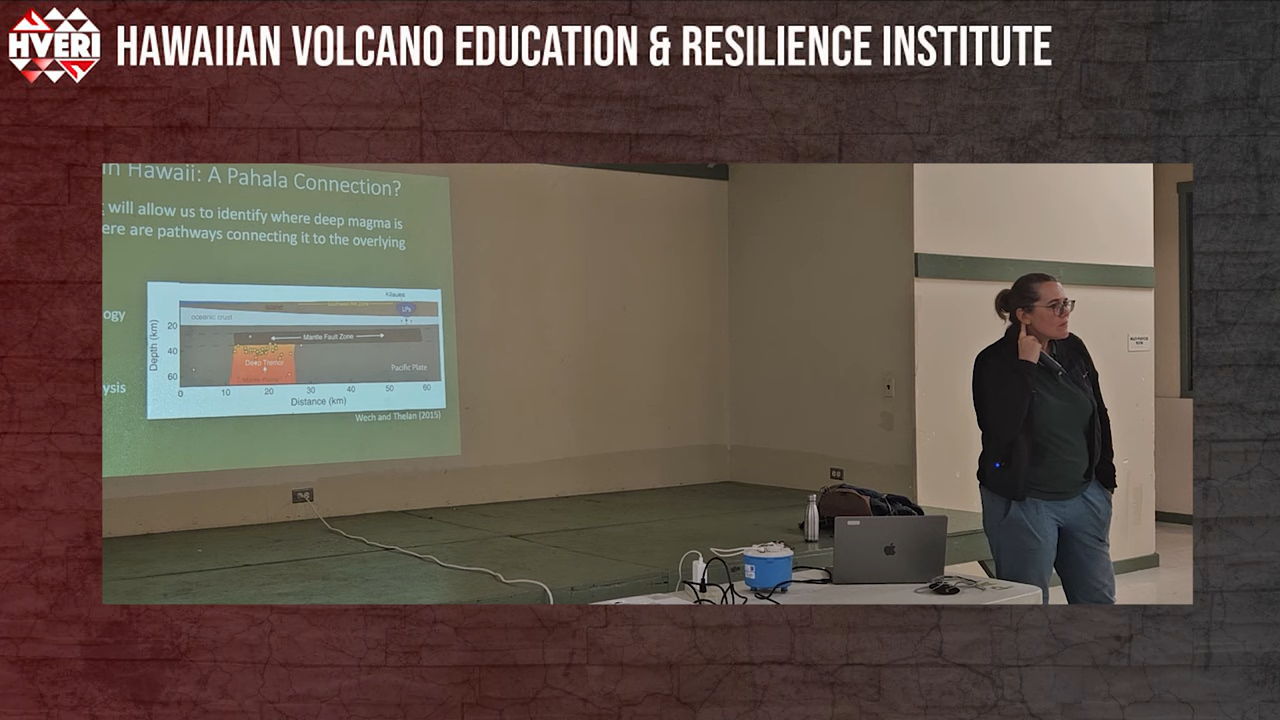 HVERI
HAWAIIAN VOLCANO EDUCATION & RESILIENCE INSTITUTE
in Hawaii: A Pahala Connection?
will allow us to identify where deep magma is
ere are pathways connecting it to the overlying
ogy
ysis
Kilauea
oceanic crust
LPs
Mantle Fault Zone
Deep Tremor
Pacific Plate
Depth (km)
20
40
60
0 10 20 30 40 50 60
Distance (km)
Wech and Thelan (2015)